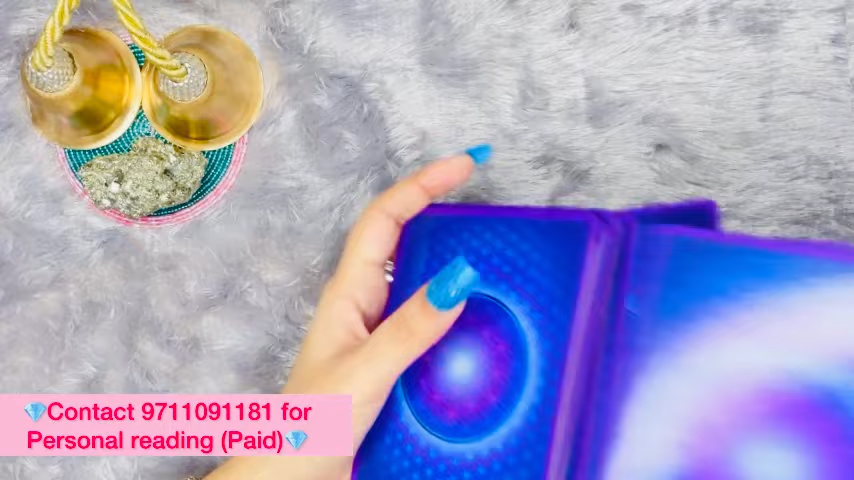 💎Contact 9711091181 for
Personal reading (Paid)💎